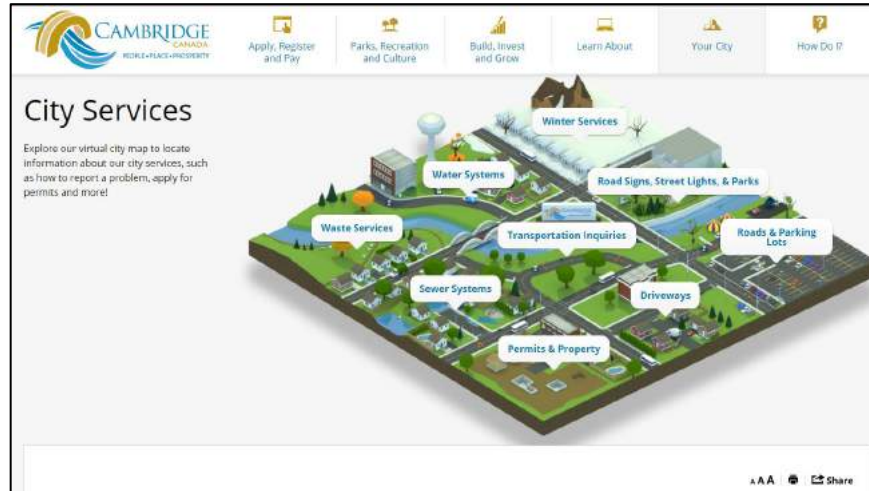 CAMBRIDGE
CANADA
PEOPLE•PLACE•PROSPERITY
Apply, Register
and Pay
Parks, Recreation
and Culture
Build, Invest
and Grow
Learn About
Your City
How Do I?
City Services
Explore our virtual city map to locate
information about our city services, such
as how to report a problem, apply for
permits and more!
Winter Services
Water Systems
Road Signs, Street Lights, & Parks
Waste Services
Transportation Inquiries
Roads & Parking
Lots
Sewer Systems
Driveways
Permits & Property
A A A
Share